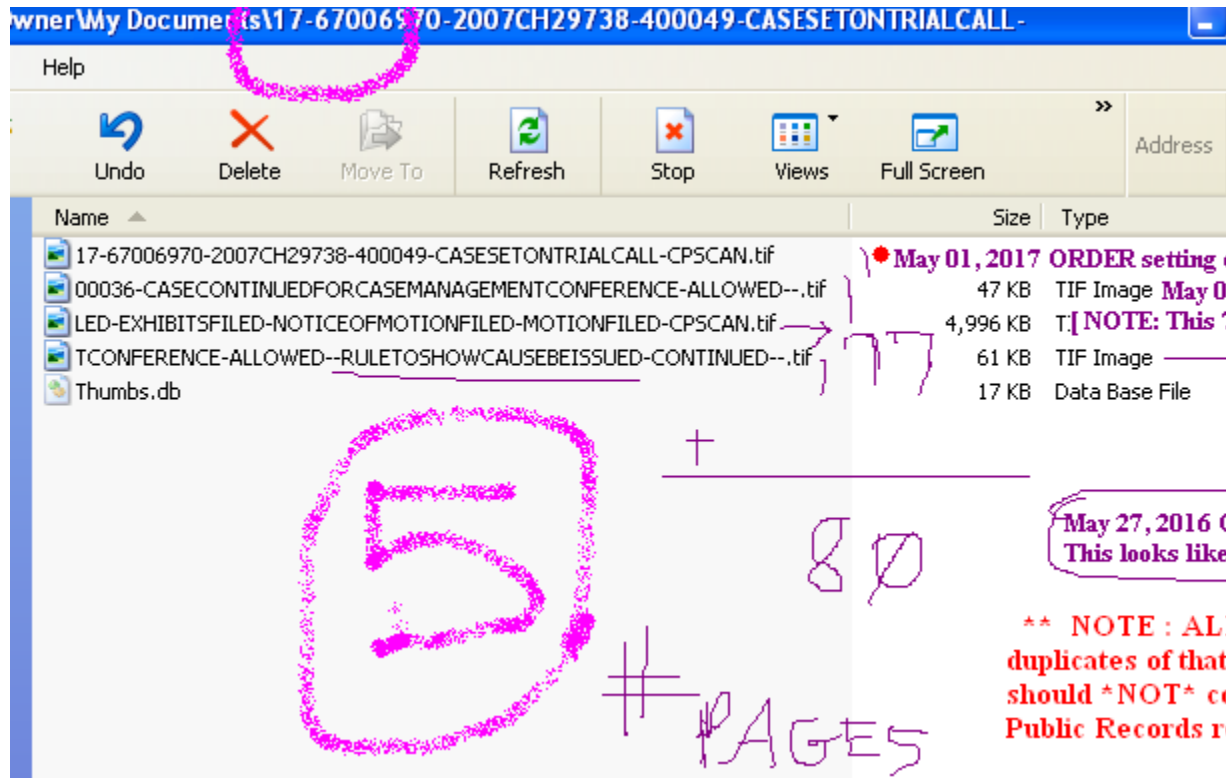 wner\My Documents\17-67006970-2007CH29738-400049-CASESETONTRIALCALL-
Help
»
Undo Delete Move To Refresh Stop Views Full Screen Address
Name Size Type
17-67006970-2007CH29738-400049-CASESETONTRIALCALL-CPSCAN.tif May 01, 2017 ORDER setting
00036-CASECONTINUEDFORCASEMANAGEMENTCONFERENCE-ALLOWED--.tif 47 KB TIF Image May 0
LED-EXHIBITSFILED-NOTICEOFMOTIONFILED-MOTIONFILED-CPSCAN.tif 4,996 KB T[ NOTE: This
TCONFERENCE-ALLOWED--RULETOSHOWCAUSEBEISSUED-CONTINUED--.tif 77 61 KB TIF Image
Thumbs.db 17 KB Data Base File
+
5
80
May 27, 2016
This looks like
# PAGES
** NOTE : AL
duplicates of that
should *NOT* c
Public Records r